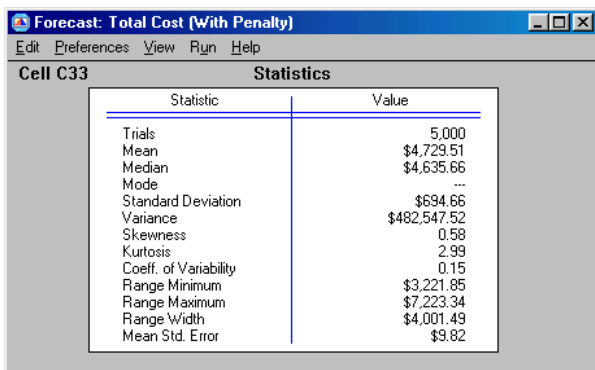 Forecast: Total Cost (With Penalty)
Edit Preferences View Run Help
Cell C33 Statistics
Statistic Value
Trials 5,000
Mean $4,729.51
Median $4,635.66
Mode ---
Standard Deviation $694.66
Variance $482,547.52
Skewness 0.58
Kurtosis 2.99
Coeff. of Variability 0.15
Range Minimum $3,221.85
Range Maximum $7,223.34
Range Width $4,001.49
Mean Std. Error $9.82